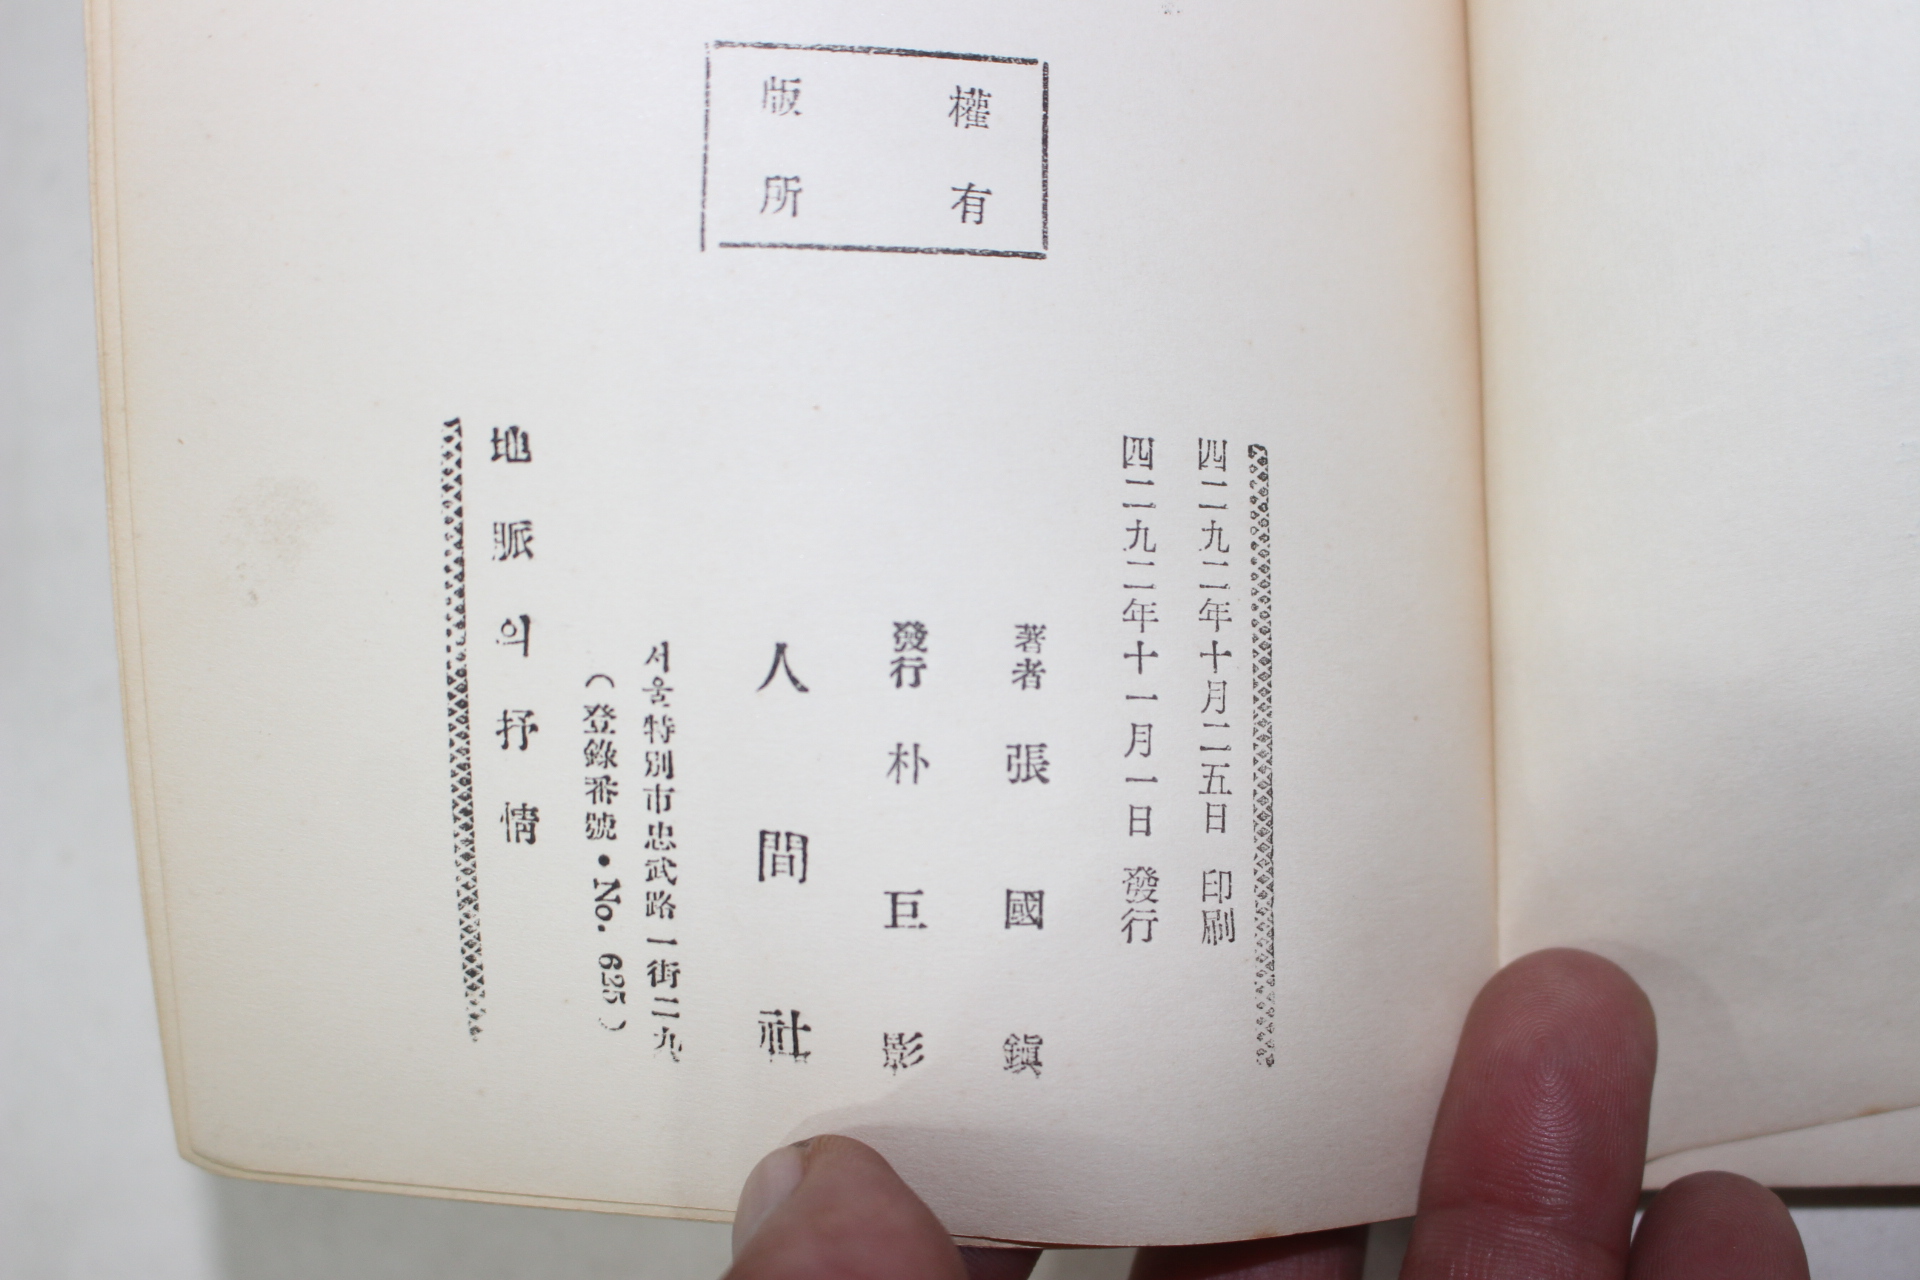 權有
版所
四二九二年十月二五日 印刷
四二九二年十一月一日 發行
著者 張國鎭
發行 朴巨影
人間社
서울特別市忠武路一街二九
(登錄番號・No. 625)
地脈의抒情